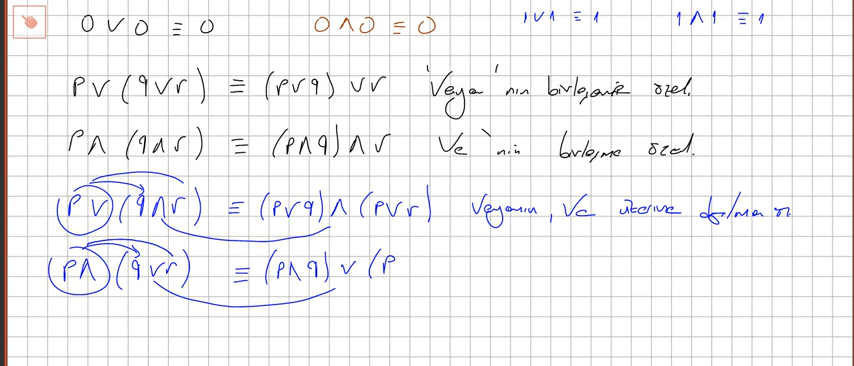 0 ∨ 0 ≡ 0 0 ∧ 0 ≡ 0 1 ∨ 1 ≡ 1 1 ∧ 1 ≡ 1
P ∨ (q ∨ r) ≡ (p ∨ q) ∨ r 'Veya' 'nın birleşme özel.
P ∧ (q ∧ r) ≡ (p ∧ q) ∧ r Ve 'nin birleşme özel.
(P ∨ (q ∧ r) ≡ (p ∨ q) ∧ (p ∨ r) Veyanın, Ve üzerine dağılma öz
(P ∧ (q ∨ r) ≡ (p ∧ q) ∨ (P